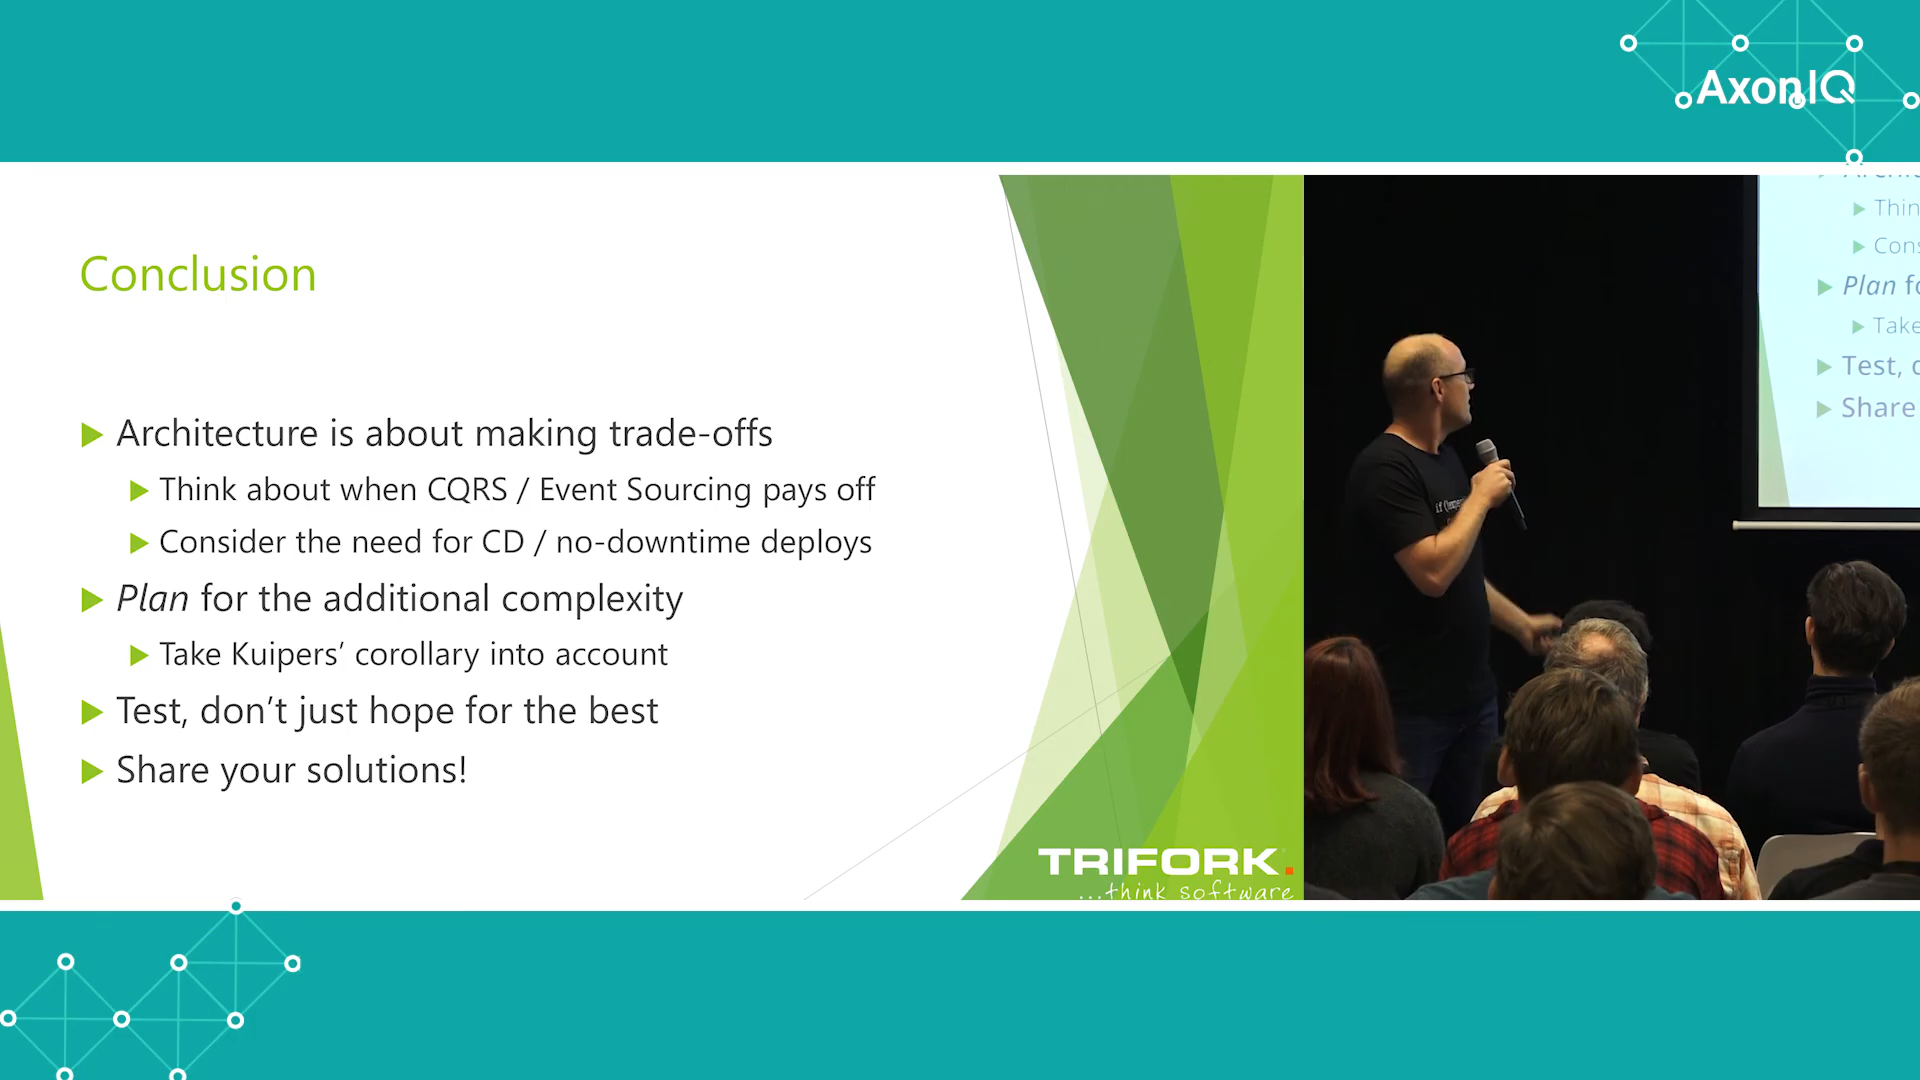 AxonIQ
Conclusion
Architecture is about making trade-offs
Think about when CQRS / Event Sourcing pays off
Consider the need for CD / no-downtime deploys
Plan for the additional complexity
Take Kuipers’ corollary into account
Test, don’t just hope for the best
Share your solutions!
TRIFORK.
...think software
Plan
Take
Test,
Share